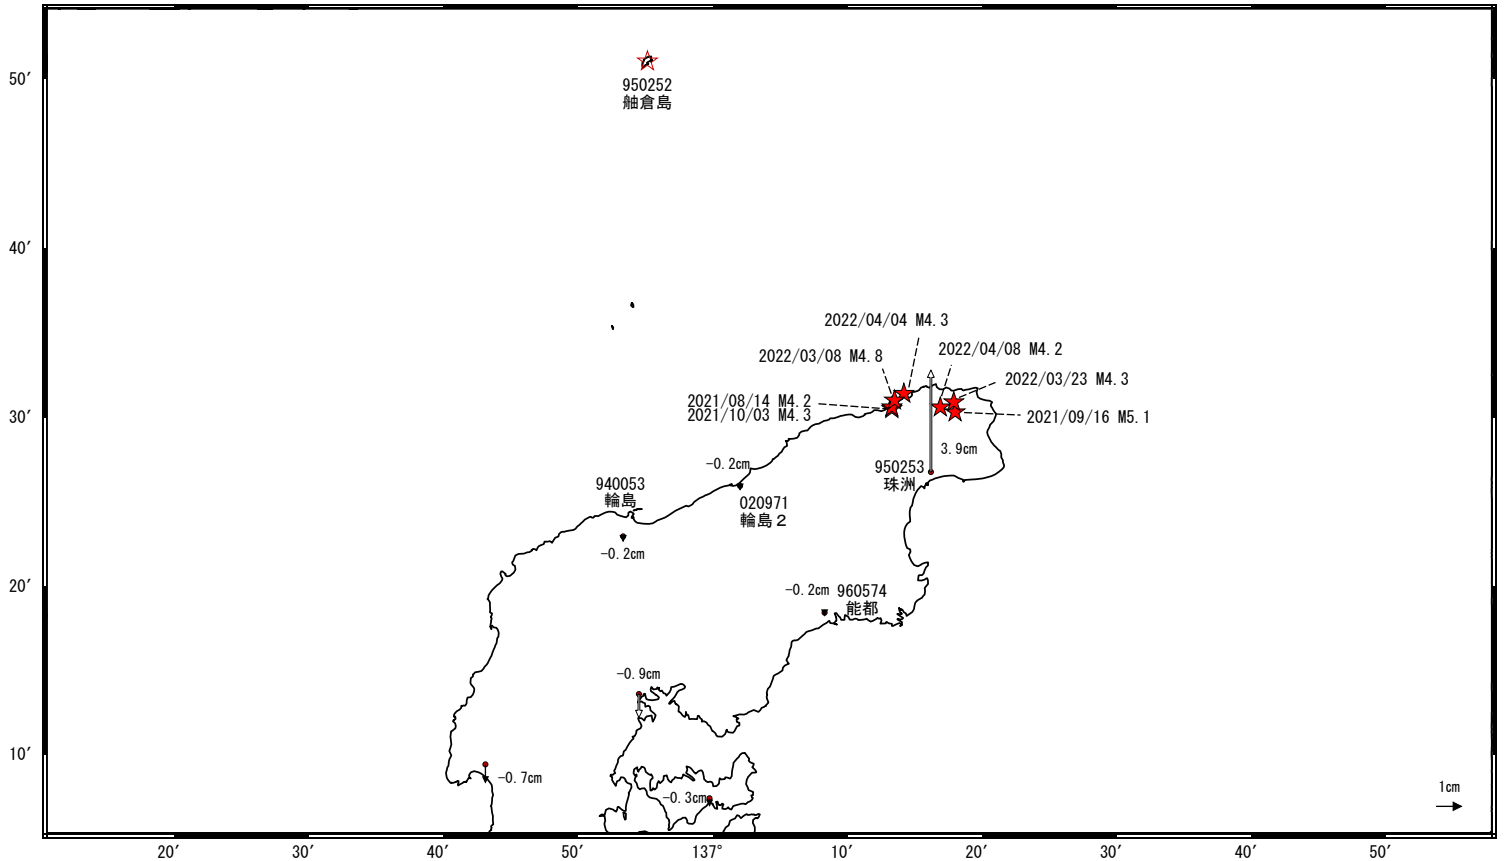 50′
950252
舳倉島
40′
2022/04/04 M4.3
2022/03/08 M4.8
2022/04/08 M4.2
2022/03/23 M4.3
2021/08/14 M4.2
2021/10/03 M4.3
30′
2021/09/16 M5.1
3.9cm
-0.2cm
950253
珠洲
940053
輪島
020971
輪島２
-0.2cm
20′
-0.2cm
960574
能都
-0.9cm
10′
-0.7cm
-0.3cm
1cm
20′ 30′ 40′ 50′ 137° 10′ 20′ 30′ 40′ 50′